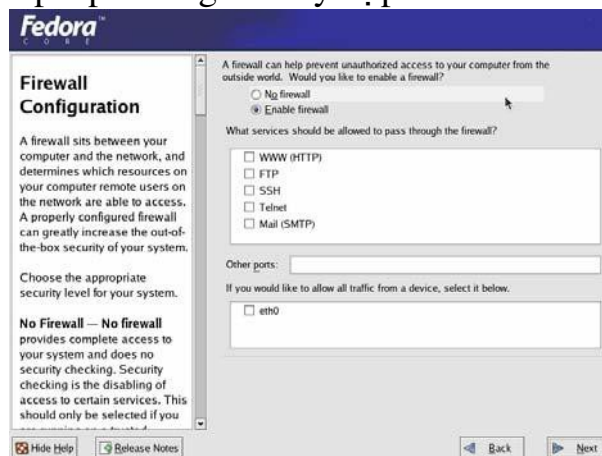 Fedora™
CORE
Firewall
Configuration
A firewall sits between your
computer and the network, and
determines which resources on
your computer remote users on
the network are able to access.
A properly configured firewall
can greatly increase the out-of-
the-box security of your system.
Choose the appropriate
security level for your system.
No Firewall — No firewall
provides complete access to
your system and does no
security checking. Security
checking is the disabling of
access to certain services. This
should only be selected if you
A firewall can help prevent unauthorized access to your computer from the
outside world. Would you like to enable a firewall?
No firewall
Enable firewall
What services should be allowed to pass through the firewall?
WWW (HTTP)
FTP
SSH
Telnet
Mail (SMTP)
Other ports:
If you would like to allow all traffic from a device, select it below.
eth0
Hide Help
Release Notes
Back
Next